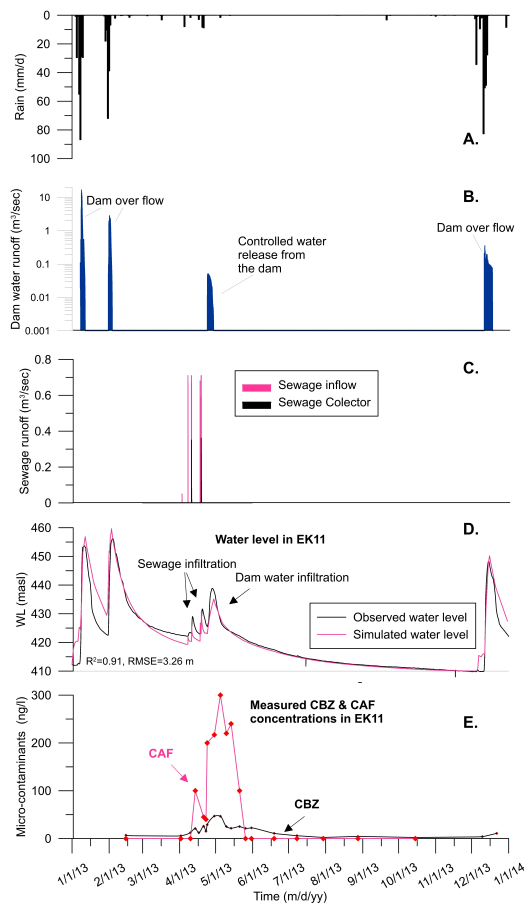 0
20
40
60
80
100
Rain (mm/d)
A.
10
1
0.1
0.01
0.001
Dam water runoff (m³/sec)
B.
Dam over flow
Controlled water
release from
the dam
Dam over flow
0.8
0.6
0.4
0.2
0
Sewage runoff (m³/sec)
C.
Sewage inflow
Sewage Colector
460
450
440
430
420
410
WL (masl)
D.
Water level in EK11
Sewage infiltration
Dam water infiltration
Observed water level
Simulated water level
R²=0.91, RMSE=3.26 m
300
200
100
0
Micro-contaminants (ng/l)
Measured CBZ & CAF
concentrations in EK11
E.
CAF
CBZ
1/1/13
2/1/13
3/1/13
4/1/13
5/1/13
6/1/13
7/1/13
8/1/13
9/1/13
10/1/13
11/1/13
12/1/13
1/1/14
Time (m/d/yy)